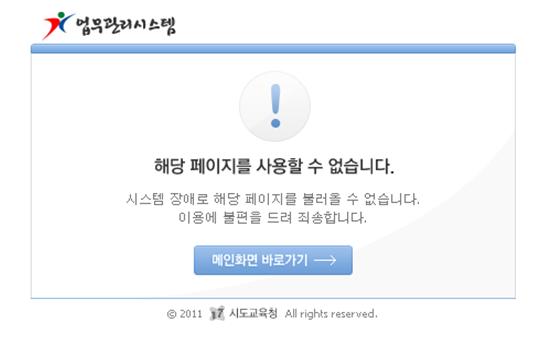 업무관리시스템
해당 페이지를 사용할 수 없습니다.
시스템 장애로 해당 페이지를 불러올 수 없습니다.
이용에 불편을 드려 죄송합니다.
메인화면 바로가기
© 2011 17 시도교육청 All rights reserved.